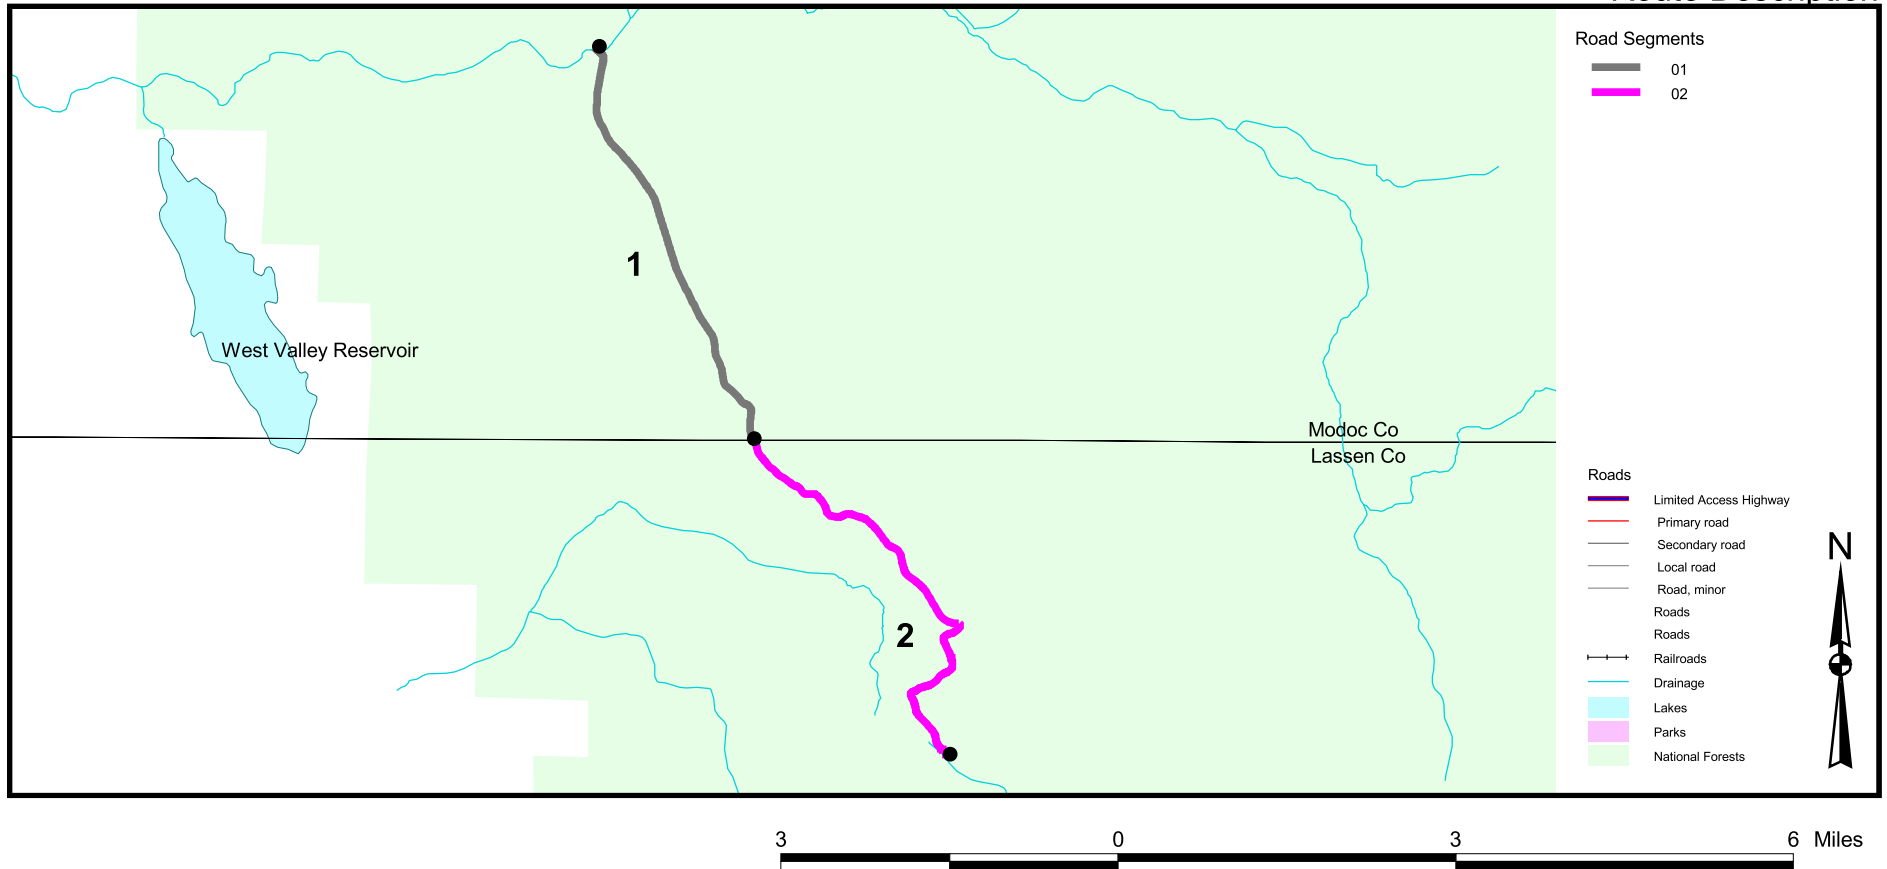 Route Description
Road Segments
01
02
1
West Valley Reservoir
Modoc Co
Lassen Co
2
Roads
Limited Access Highway
Primary road
Secondary road
Local road
Road, minor
Roads
Roads
Railroads
Drainage
Lakes
Parks
National Forests
N
3 0 3 6 Miles